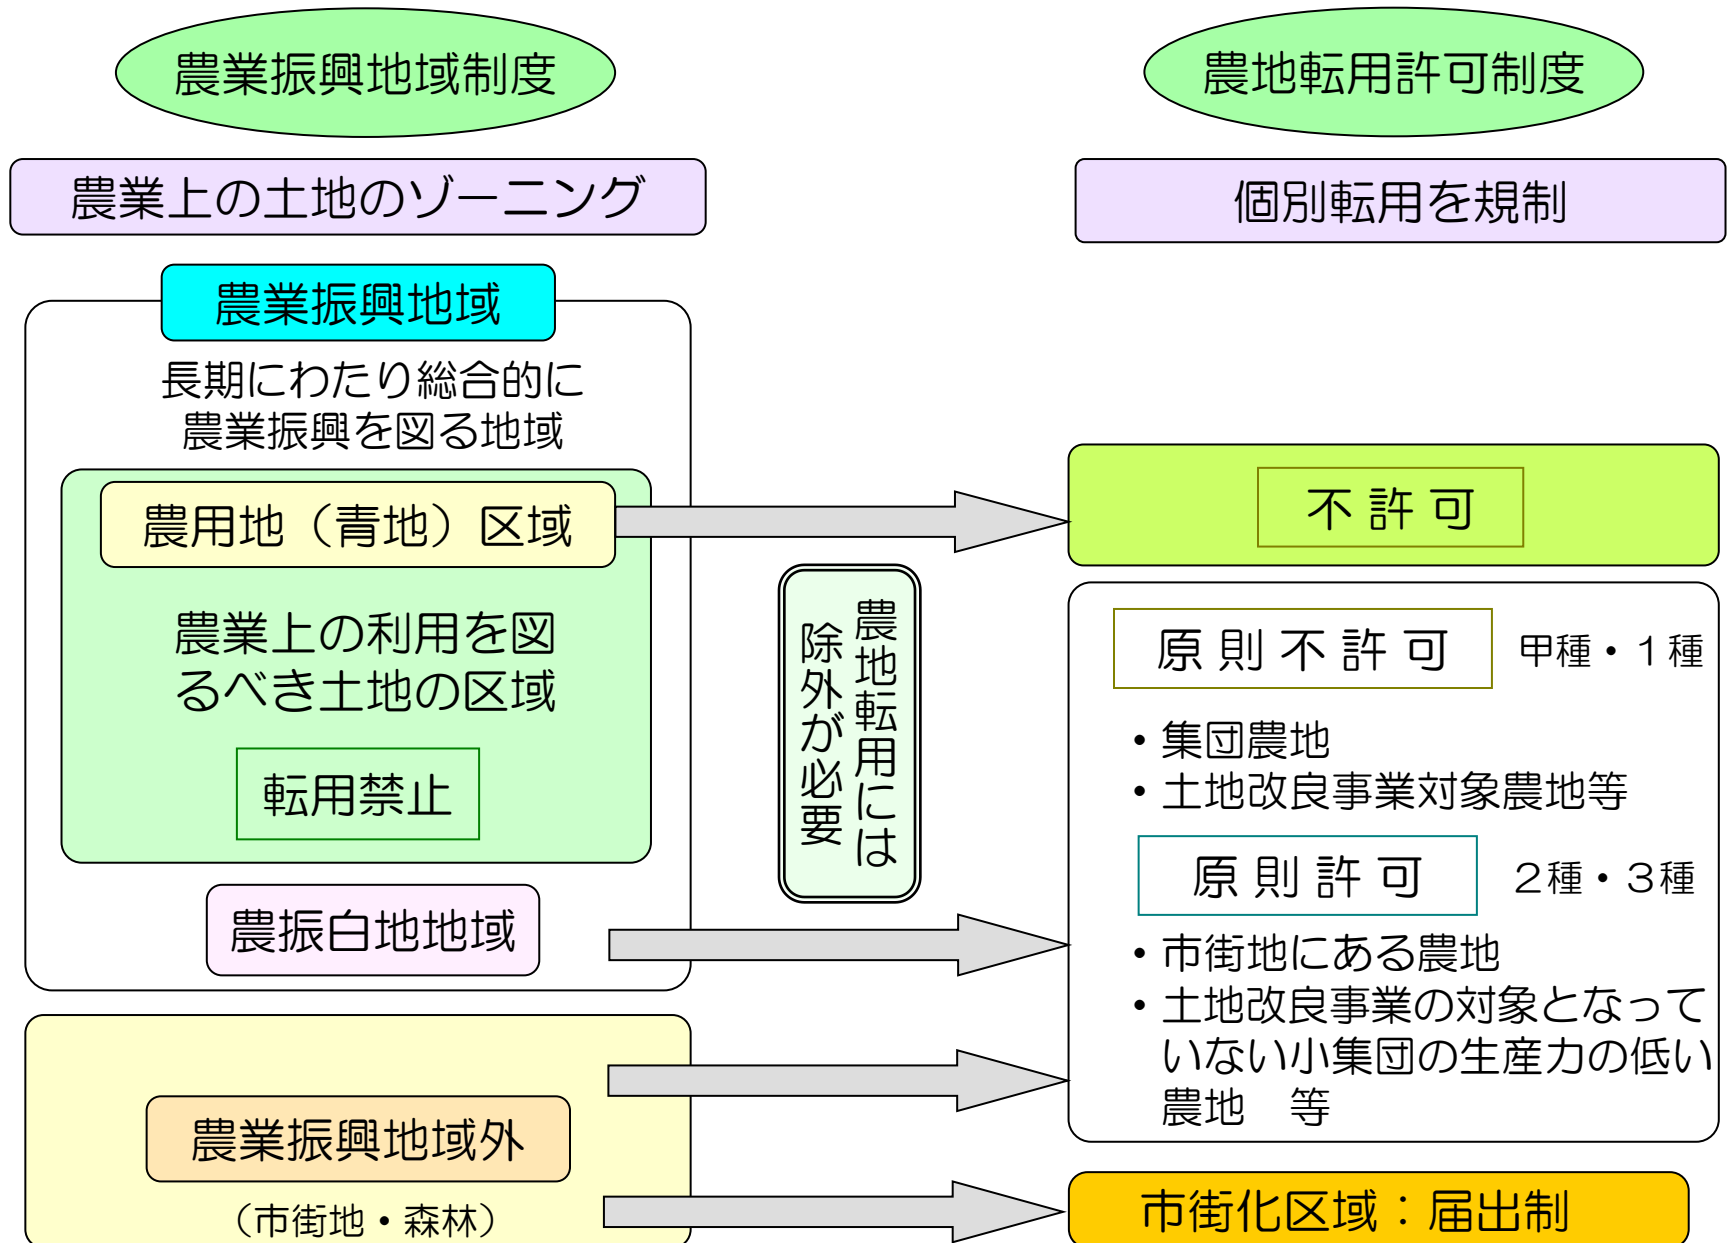 農業振興地域制度
農業上の土地のゾーニング
農業振興地域
長期にわたり総合的に
農業振興を図る地域
農用地（青地）区域
農業上の利用を図
るべき土地の区域
転用禁止
農振白地地域
農業振興地域外
（市街地・森林）
農地転用には
除外が必要
農地転用許可制度
個別転用を規制
不許可
原則不許可 甲種・１種
・集団農地
・土地改良事業対象農地等
原則許可 ２種・３種
・市街地にある農地
・土地改良事業の対象となって
いない小集団の生産力の低い
農地　等
市街化区域：届出制